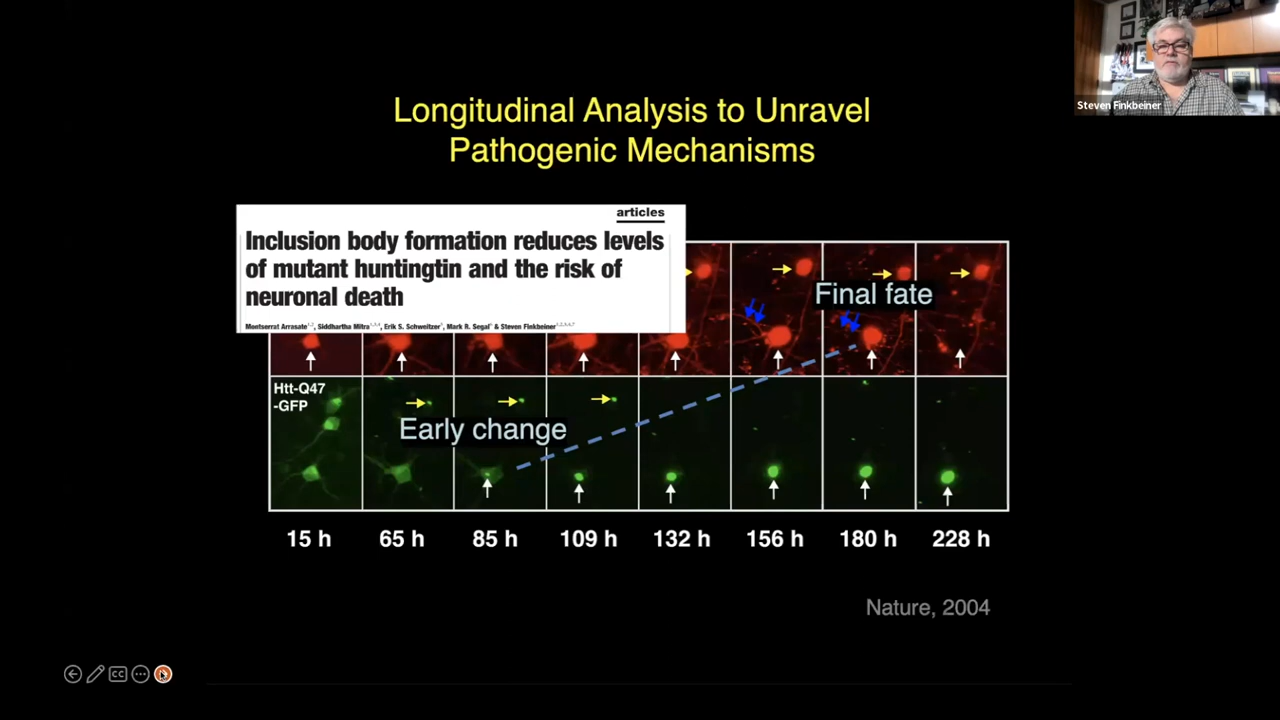 Steven Finkbeiner
Longitudinal Analysis to Unravel
Pathogenic Mechanisms
articles
Inclusion body formation reduces levels
of mutant huntingtin and the risk of
neuronal death
Montserrat Arrasate, Siddhartha Mitra, Erik S. Schweitzer, Mark R. Segal & Steven Finkbeiner
Final fate
Htt-Q47
-GFP
Early change
15 h 65 h 85 h 109 h 132 h 156 h 180 h 228 h
Nature, 2004
CC